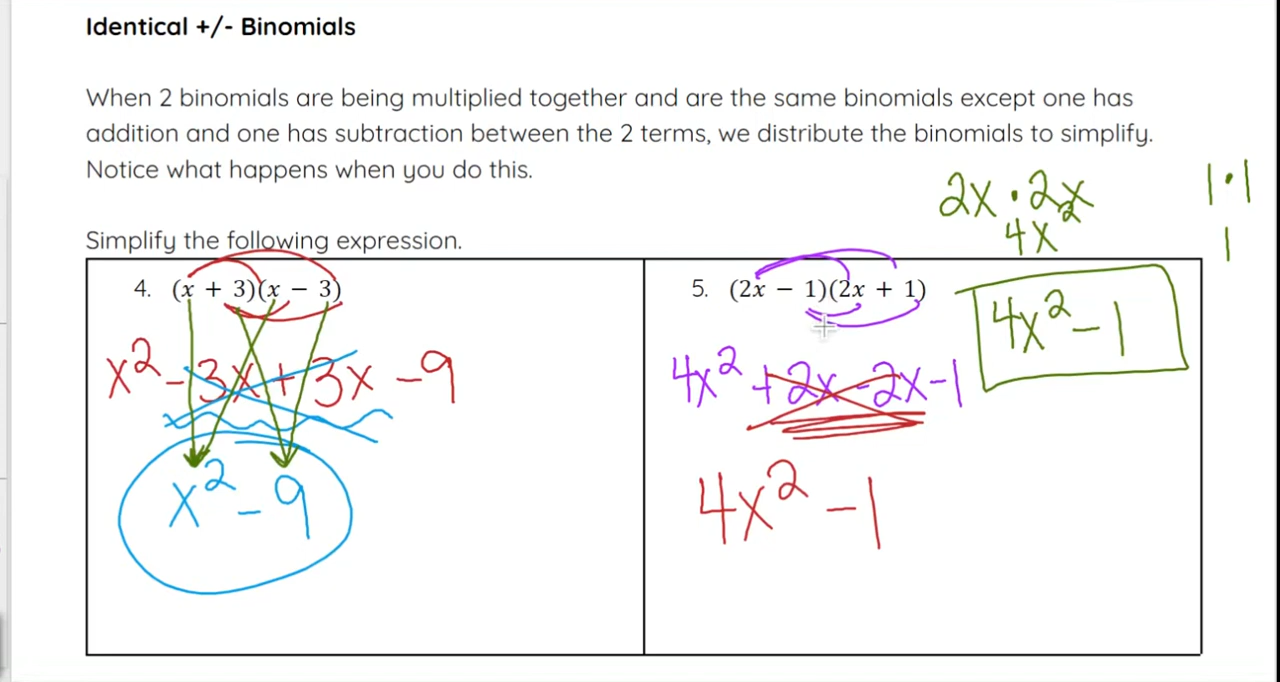 Identical +/- Binomials
When 2 binomials are being multiplied together and are the same binomials except one has
addition and one has subtraction between the 2 terms, we distribute the binomials to simplify.
Notice what happens when you do this.
2x · 2x
4x²
1 · 1
1
Simplify the following expression.
4. (x + 3)(x − 3)
x² - 3x + 3x - 9
x² - 9
5. (2x − 1)(2x + 1)
4x² - 1
4x² + 2x - 2x - 1
4x² - 1